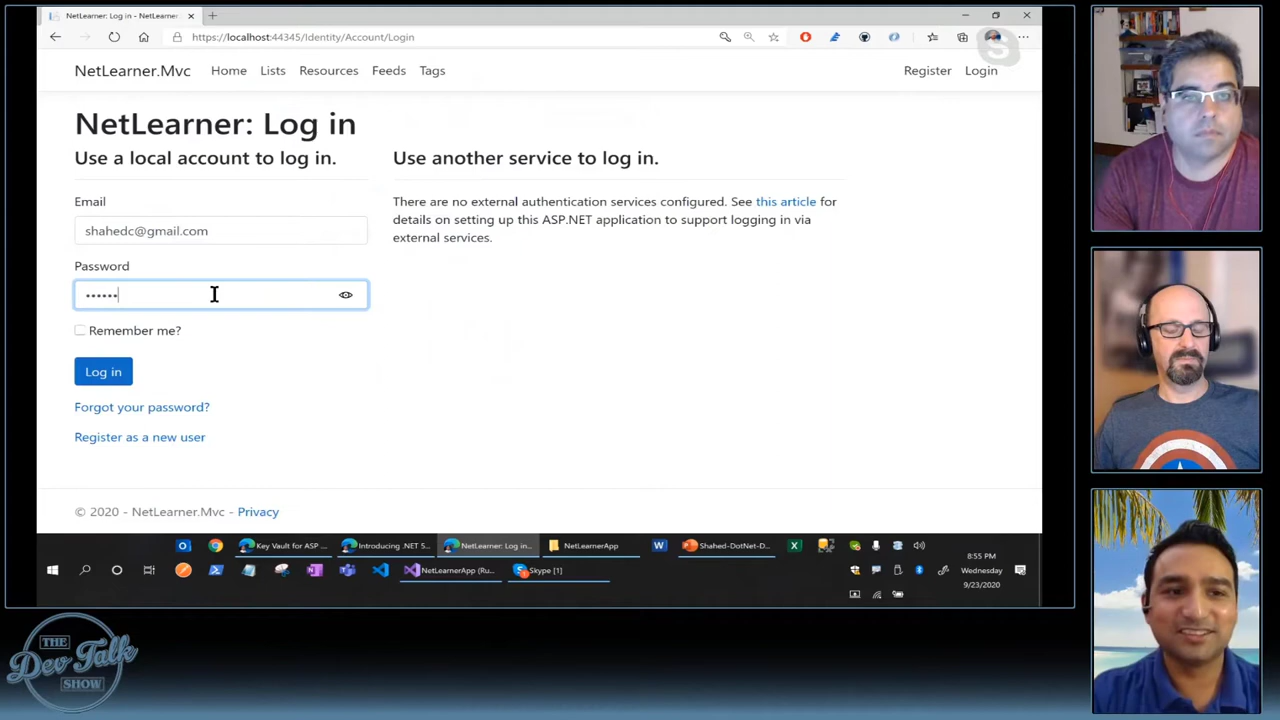 NetLearner: Log in - NetLearner
https://localhost:44345/Identity/Account/Login
NetLearner.Mvc Home Lists Resources Feeds Tags Register Login
NetLearner: Log in
Use a local account to log in.
Use another service to log in.
Email
shahedc@gmail.com
There are no external authentication services configured. See this article for
details on setting up this ASP.NET application to support logging in via
external services.
Password
••••••
Remember me?
Log in
Forgot your password?
Register as a new user
© 2020 - NetLearner.Mvc - Privacy
Key Vault for ASP ... Introducing .NET 5... NetLearner: Log in... NetLearnerApp Shahed-DotNet-D...
NetLearnerApp (Ru... Skype [1]
8:55 PM
Wednesday
9/23/2020
THE
Dev Talk
SHOW